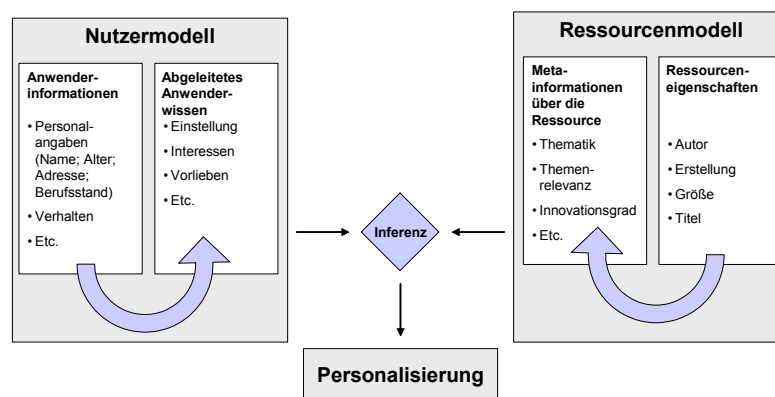 Nutzermodell
Anwender-
informationen
• Personal-
angaben
(Name; Alter;
Adresse;
Berufsstand)
• Verhalten
• Etc.
Abgeleitetes
Anwender-
wissen
• Einstellung
• Interessen
• Vorlieben
• Etc.
Inferenz
Personalisierung
Ressourcenmodell
Meta-
informationen
über die
Ressource
• Thematik
• Themen-
relevanz
• Innovationsgrad
• Etc.
Ressourcen-
eigenschaften
• Autor
• Erstellung
• Größe
• Titel